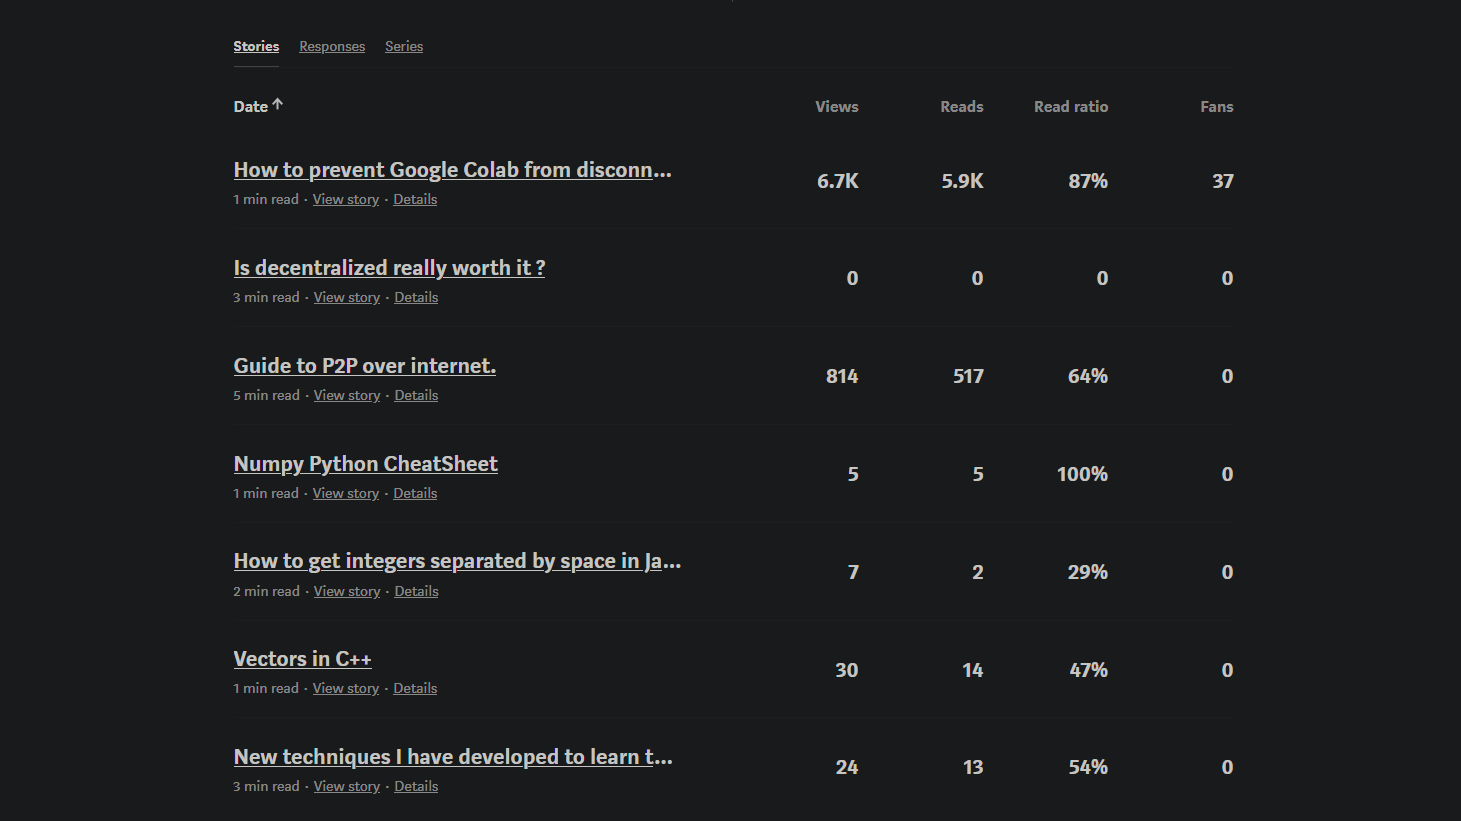 Stories Responses Series
Date ↑ Views Reads Read ratio Fans
How to prevent Google Colab from disconn...
6.7K 5.9K 87% 37
1 min read · View story · Details
Is decentralized really worth it ?
0 0 0 0
3 min read · View story · Details
Guide to P2P over internet.
814 517 64% 0
5 min read · View story · Details
Numpy Python CheatSheet
5 5 100% 0
1 min read · View story · Details
How to get integers separated by space in Ja...
7 2 29% 0
2 min read · View story · Details
Vectors in C++
30 14 47% 0
1 min read · View story · Details
New techniques I have developed to learn t...
24 13 54% 0
3 min read · View story · Details